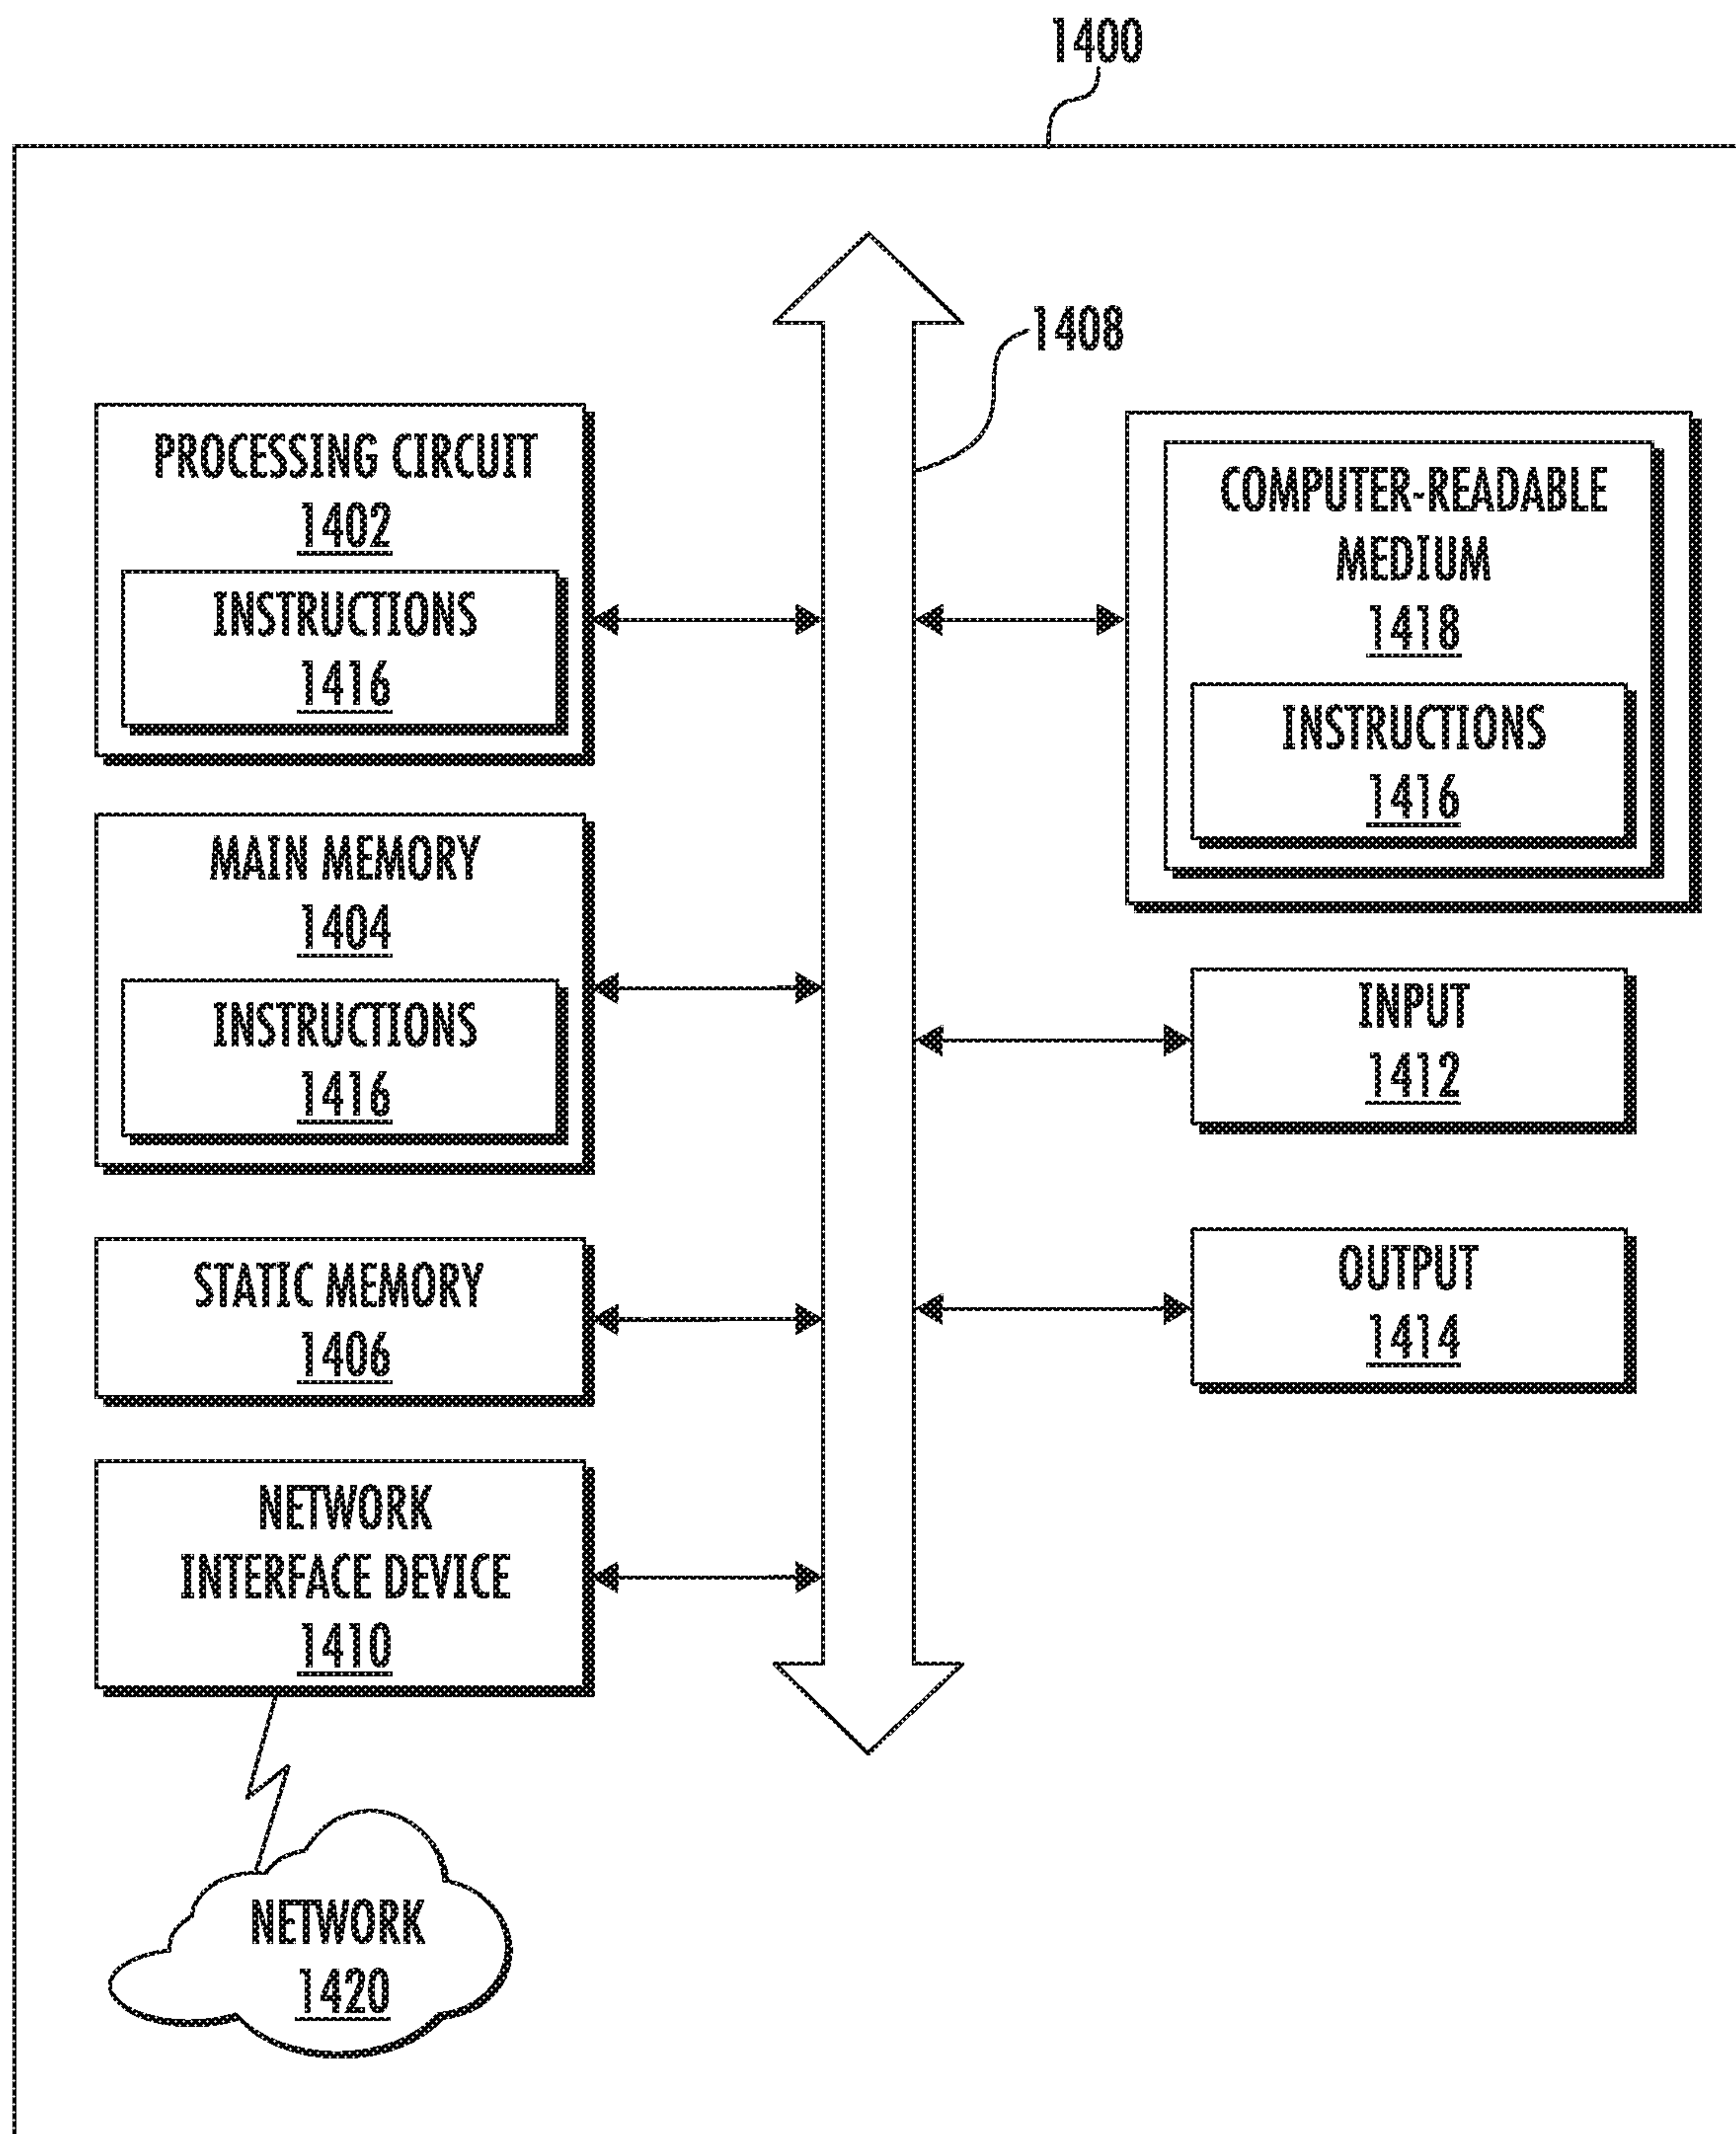 1400
1408
PROCESSING CIRCUIT
1402
INSTRUCTIONS
1416
MAIN MEMORY
1404
INSTRUCTIONS
1416
STATIC MEMORY
1406
NETWORK
INTERFACE DEVICE
1410
NETWORK
1420
COMPUTER-READABLE
MEDIUM
1418
INSTRUCTIONS
1416
INPUT
1412
OUTPUT
1414